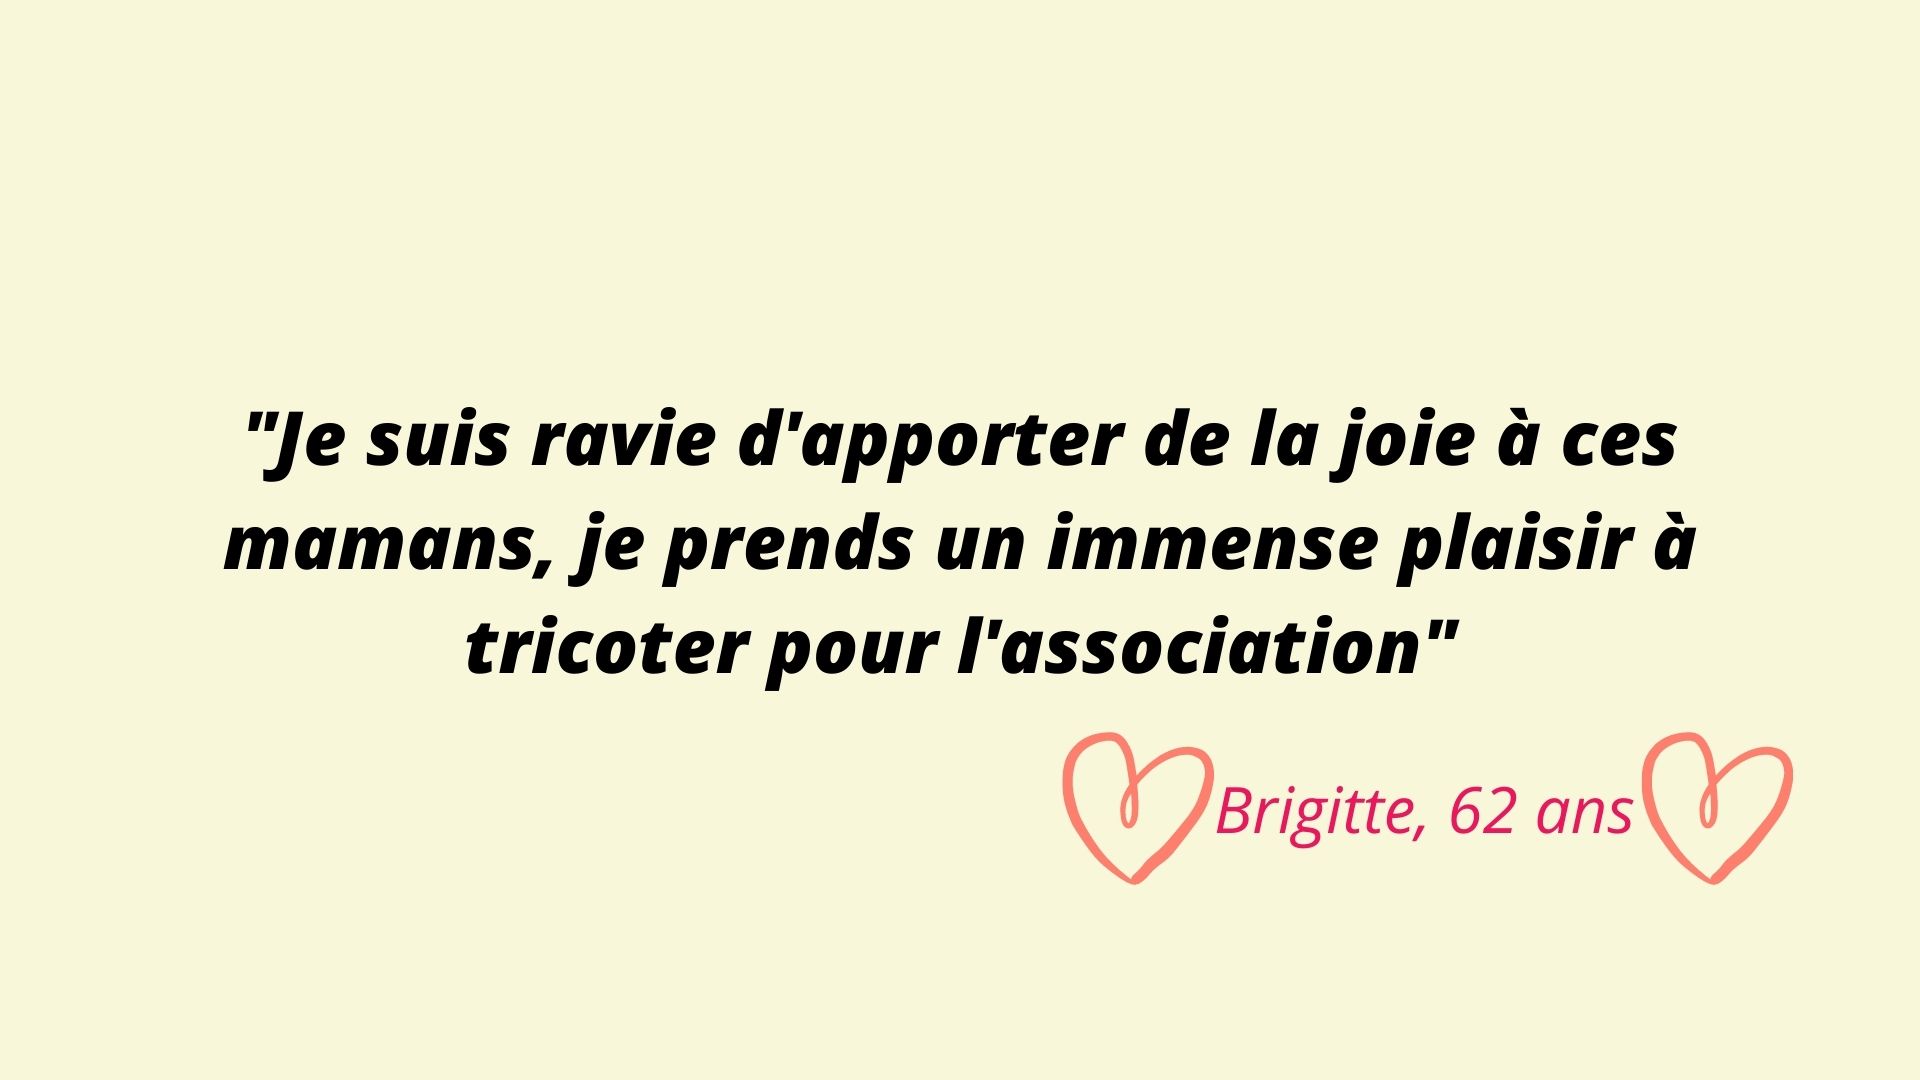 "Je suis ravie d'apporter de la joie à ces
mamans, je prends un immense plaisir à
tricoter pour l'association"
Brigitte, 62 ans